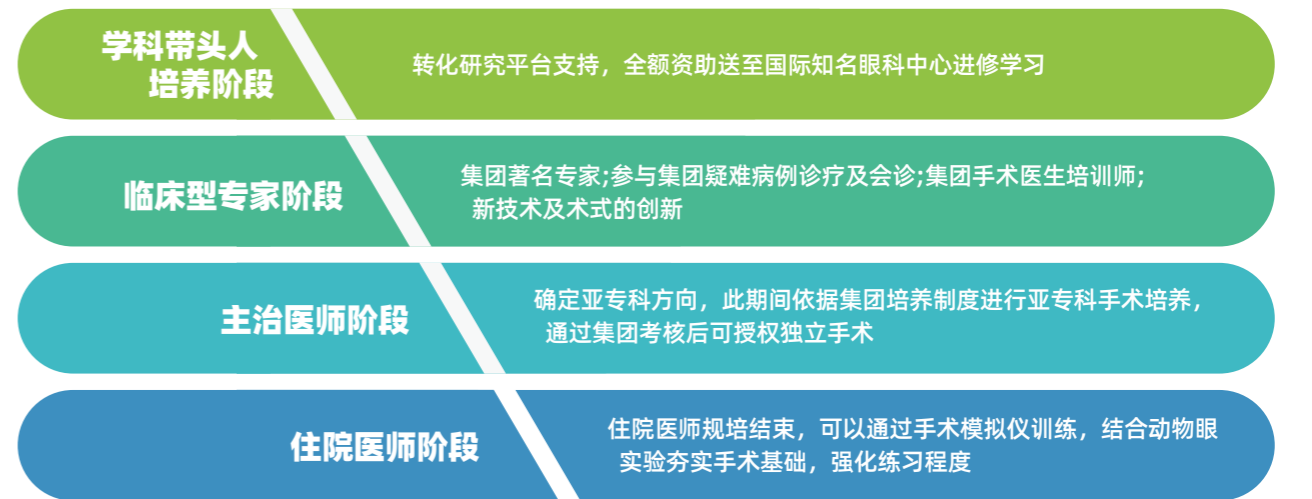 学科带头人
培养阶段
转化研究平台支持，全额资助送至国际知名眼科中心进修学习
临床型专家阶段
集团著名专家;参与集团疑难病例诊疗及会诊;集团手术医生培训师;
新技术及术式的创新
主治医师阶段
确定亚专科方向，此期间依据集团培养制度进行亚专科手术培养，
通过集团考核后可授权独立手术
住院医师阶段
住院医师规培结束，可以通过手术模拟仪训练，结合动物眼
实验夯实手术基础，强化练习程度